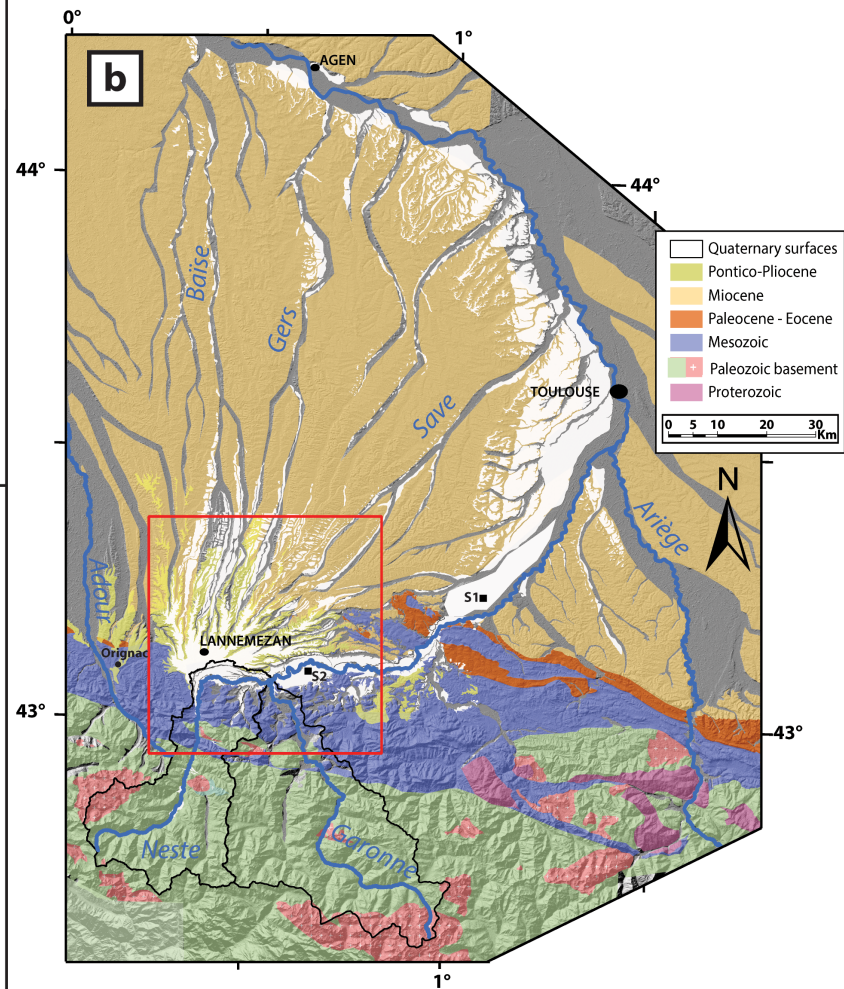 0°
1°
b
AGEN
44°
44°
Quaternary surfaces
Pontico-Pliocene
Miocene
Paleocene - Eocene
Mesozoic
+ Paleozoic basement
Proterozoic
0 5 10 20 30
Km
Baïse
Gers
Save
TOULOUSE
N
Ariège
Adour
S1
LANNEMEZAN
Orignac
S2
43°
43°
Neste
Garonne
1°